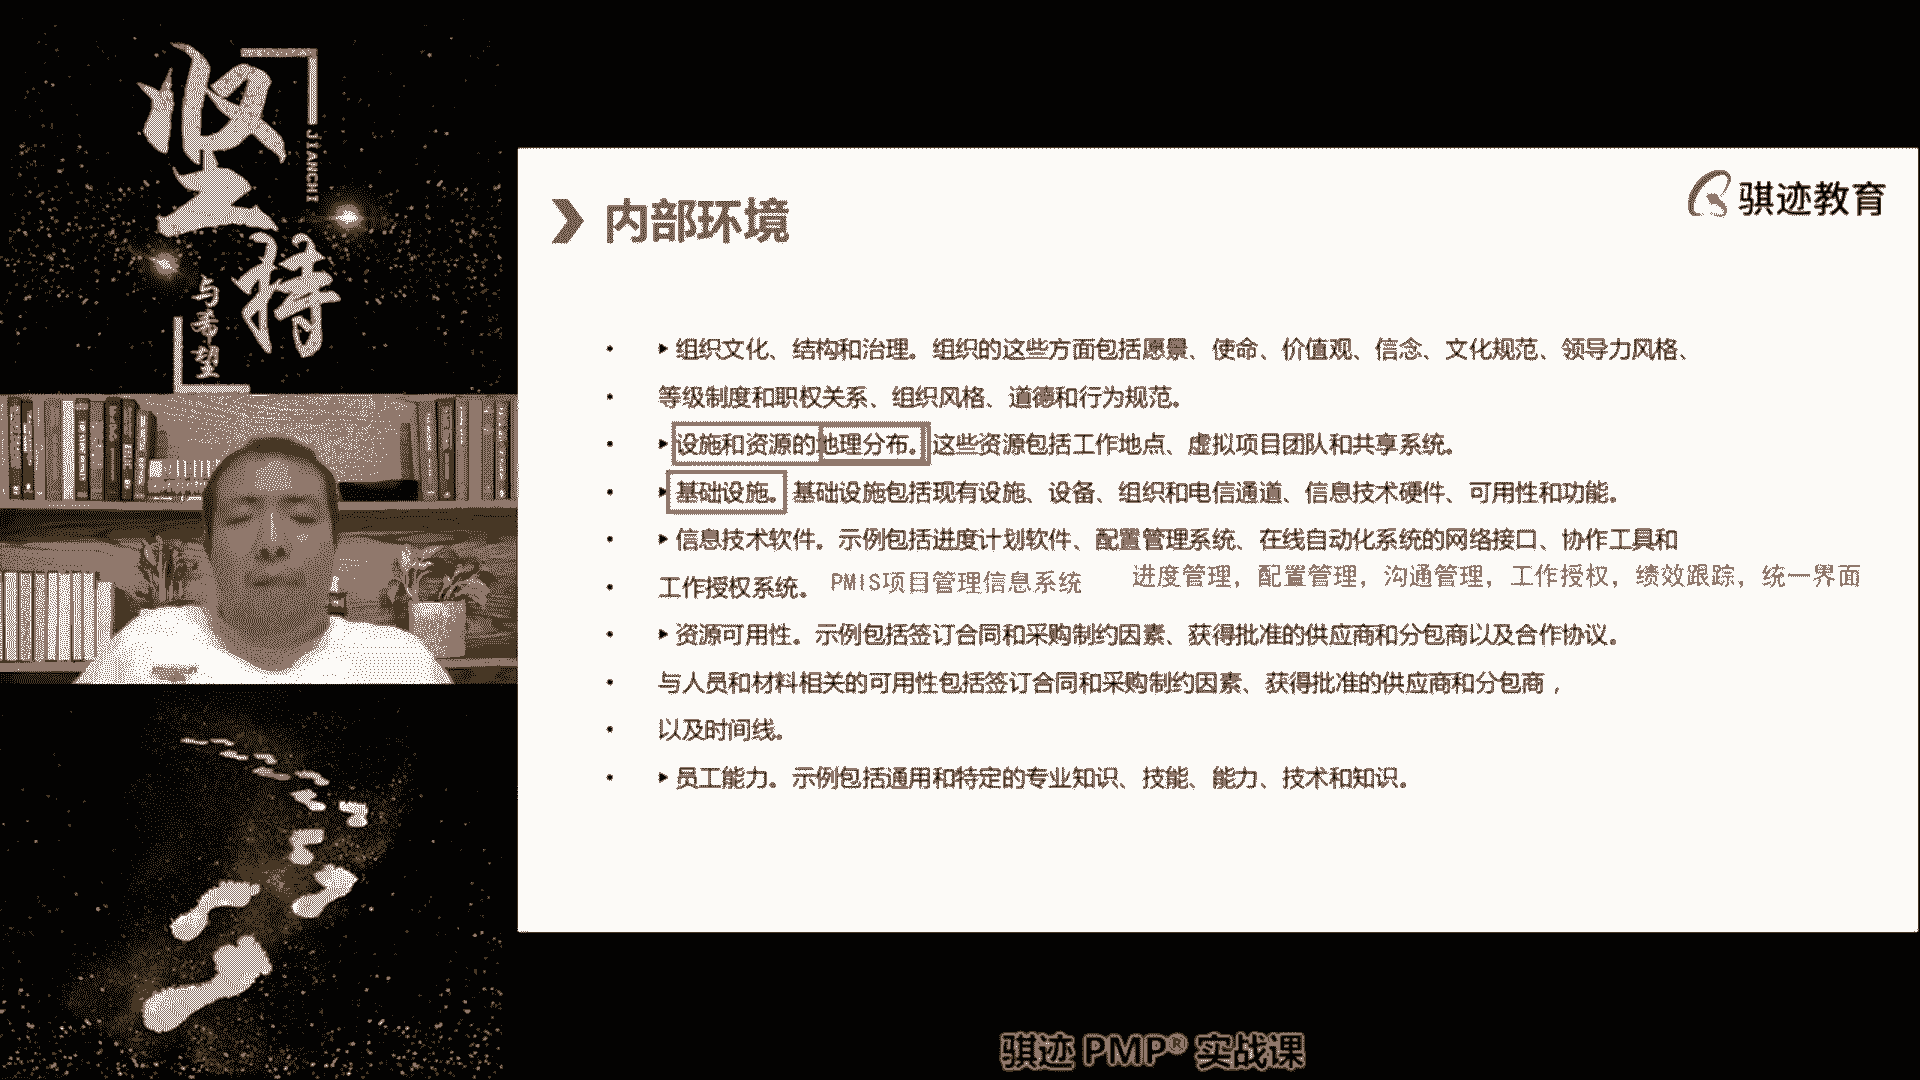 坚持
JIANCHI
与希望
骐迹教育
内部环境
• ▸组织文化、结构和治理。组织的这些方面包括愿景、使命、价值观、信念、文化规范、领导力风格、
• 等级制度和职权关系、组织风格、道德和行为规范。
• ▸设施和资源的地理分布。这些资源包括工作地点、虚拟项目团队和共享系统。
• ▸基础设施。基础设施包括现有设施、设备、组织和电信通道、信息技术硬件、可用性和功能。
• ▸信息技术软件。示例包括进度计划软件、配置管理系统、在线自动化系统的网络接口、协作工具和
• 工作授权系统。 PMIS项目管理信息系统 进度管理，配置管理，沟通管理，工作授权，绩效跟踪，统一界面
• ▸资源可用性。示例包括签订合同和采购制约因素、获得批准的供应商和分包商以及合作协议。
• 与人员和材料相关的可用性包括签订合同和采购制约因素、获得批准的供应商和分包商，
• 以及时间线。
• ▸员工能力。示例包括通用和特定的专业知识、技能、能力、技术和知识。
骐迹 PMP® 实战课